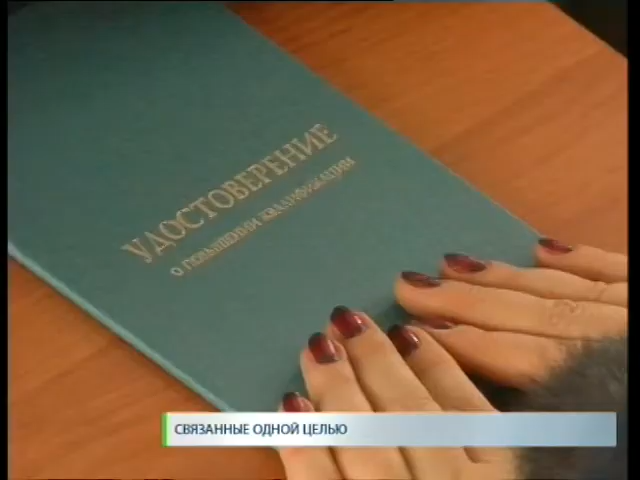 УДОСТОВЕРЕНИЕ
О ПОВЫШЕНИИ КВАЛИФИКАЦИИ
СВЯЗАННЫЕ ОДНОЙ ЦЕЛЬЮ